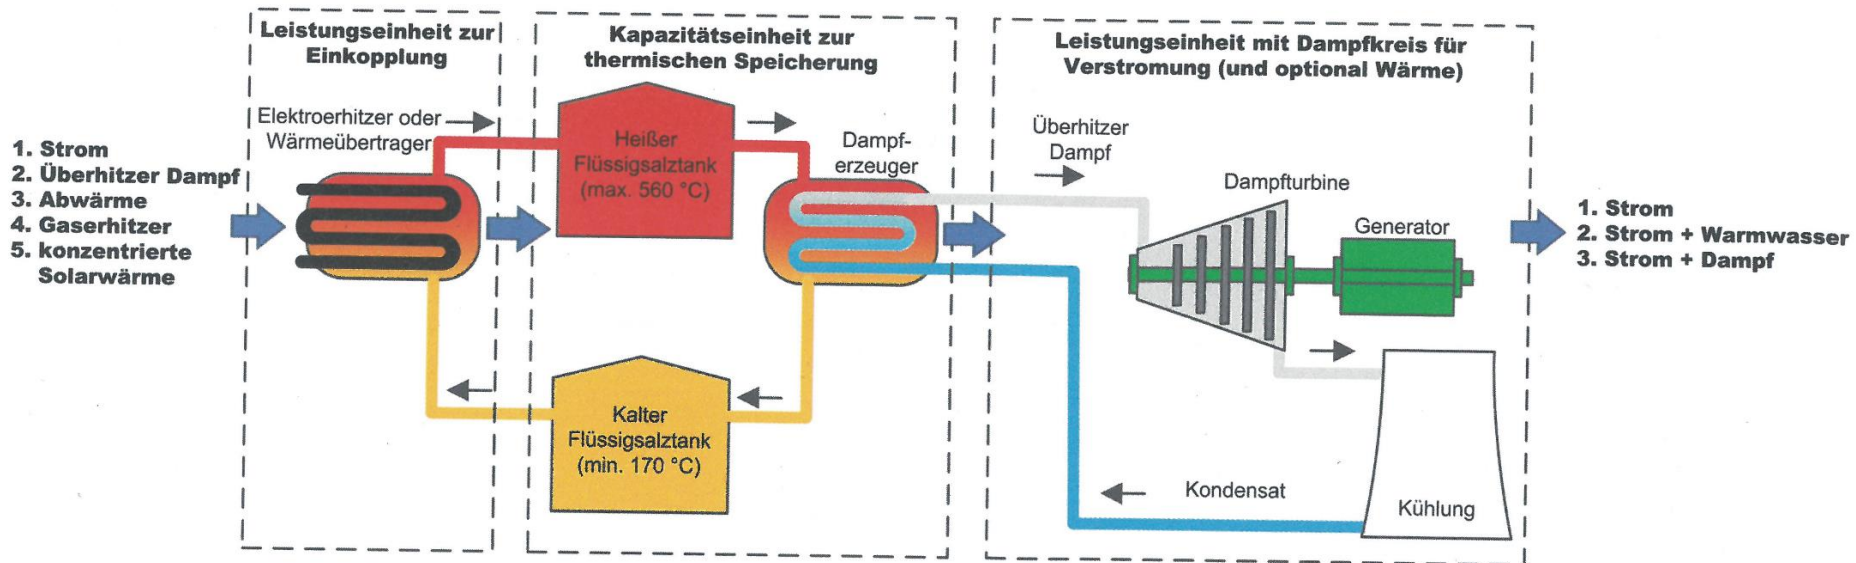 Leistungseinheit zur
Einkopplung
Kapazitätseinheit zur
thermischen Speicherung
Leistungseinheit mit Dampfkreis für
Verstromung (und optional Wärme)
1. Strom
2. Überhitzer Dampf
3. Abwärme
4. Gaserhitzer
5. konzentrierte
Solarwärme
Elektroerhitzer oder
Wärmeübertrager
Heißer
Flüssigsalztank
(max. 560 °C)
Dampf-
erzeuger
Kalter
Flüssigsalztank
(min. 170 °C)
Überhitzer
Dampf
Dampfturbine
Generator
Kondensat
Kühlung
1. Strom
2. Strom + Warmwasser
3. Strom + Dampf